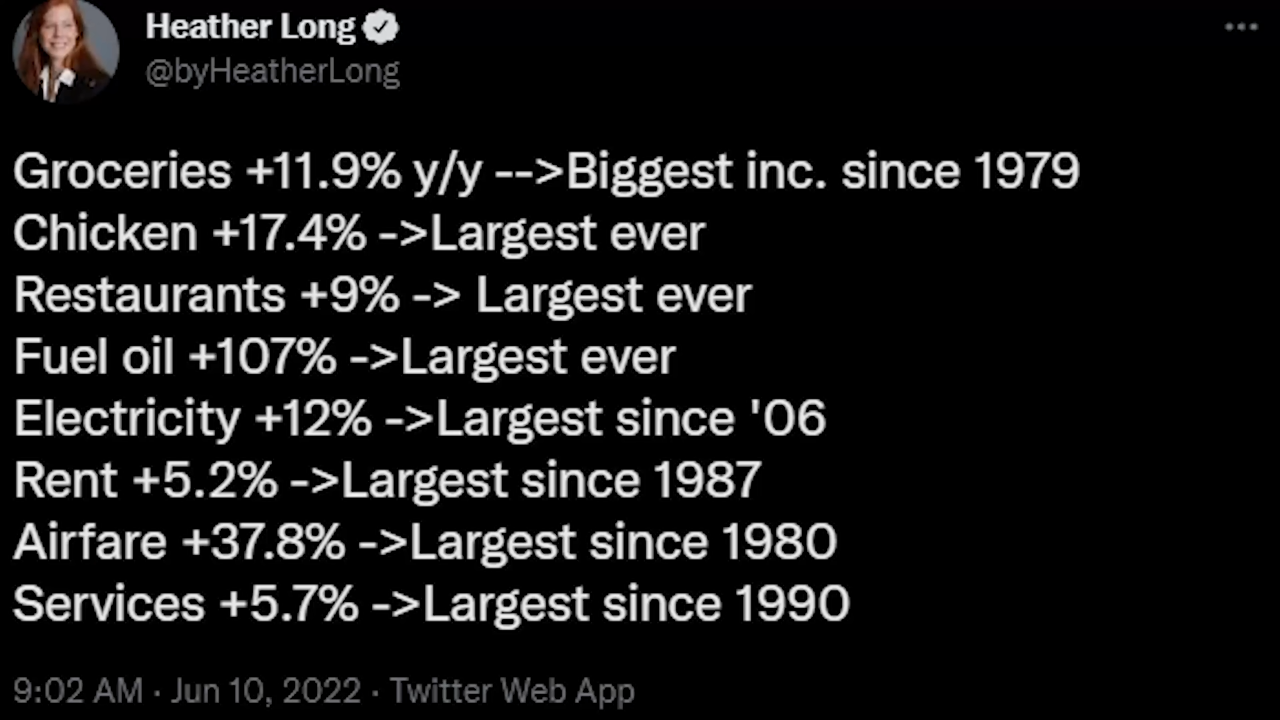 Heather Long
@byHeatherLong
Groceries +11.9% y/y -->Biggest inc. since 1979
Chicken +17.4% ->Largest ever
Restaurants +9% -> Largest ever
Fuel oil +107% ->Largest ever
Electricity +12% ->Largest since '06
Rent +5.2% ->Largest since 1987
Airfare +37.8% ->Largest since 1980
Services +5.7% ->Largest since 1990
9:02 AM · Jun 10, 2022 · Twitter Web App